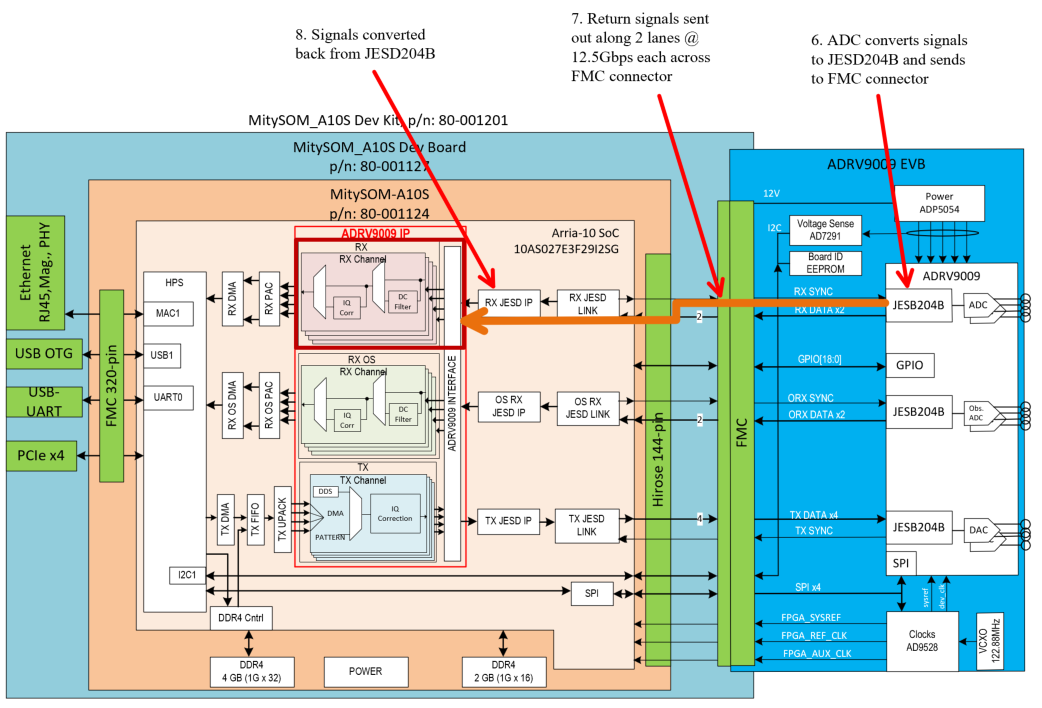 8. Signals converted
back from JESD204B
7. Return signals sent
out along 2 lanes @
12.5Gbps each across
FMC connector
6. ADC converts signals
to JESD204B and sends
to FMC connector
MitySOM_A10S Dev Kit, p/n: 80-001201
MitySOM_A10S Dev Board
p/n: 80-001127
MitySOM-A10S
p/n: 80-001124
Arria-10 SoC
10AS027E3F29I2SG
ADRV9009 IP
Ethernet
RJ45,Mag., PHY
USB OTG
USB-
UART
PCIe x4
FMC 320-pin
HPS
MAC1
USB1
UART0
I2C1
RX DMA
RX PAC
RX
RX Channel
IQ
Corr
DC
Filter
RX JESD IP
RX JESD
LINK
RX OS DMA
RX OS PAC
RX OS
RX Channel
IQ
Corr
DC
Filter
OS RX
JESD IP
OS RX
JESD LINK
ADRV9009 INTERFACE
TX DMA
TX FIFO
TX UPACK
TX
TX Channel
DDS
DMA
PATTERN
IQ
Correction
TX JESD IP
TX JESD
LINK
SPI
DDR4 Cntrl
DDR4
4 GB (1G x 32)
POWER
DDR4
2 GB (1G x 16)
Hirose 144-pin
2
2
4
FMC
ADRV9009 EVB
12V
Power
ADP5054
I2C
Voltage Sense
AD7291
Board ID
EEPROM
ADRV9009
RX SYNC
RX DATA x2
JESB204B
ADC
GPIO[18:0]
GPIO
ORX SYNC
ORX DATA x2
JESB204B
Obs.
ADC
TX DATA x4
TX SYNC
JESB204B
DAC
SPI
SPI x4
sysref
dev_clk
FPGA_SYSREF
FPGA_REF_CLK
FPGA_AUX_CLK
Clocks
AD9528
VCXO
122.88MHz